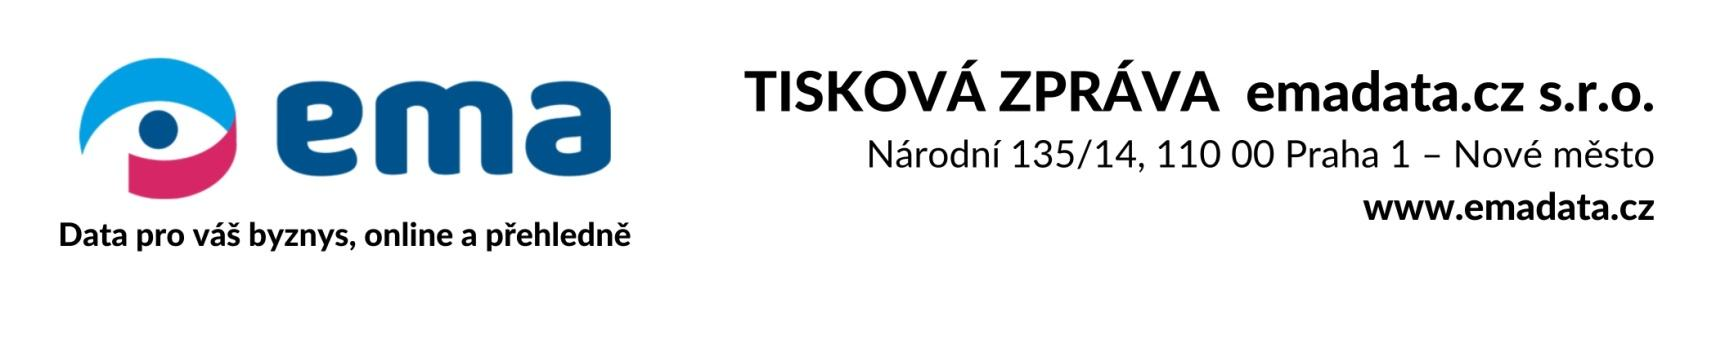 ema
Data pro váš byznys, online a přehledně
TISKOVÁ ZPRÁVA emadata.cz s.r.o.
Národní 135/14, 110 00 Praha 1 – Nové město
www.emadata.cz